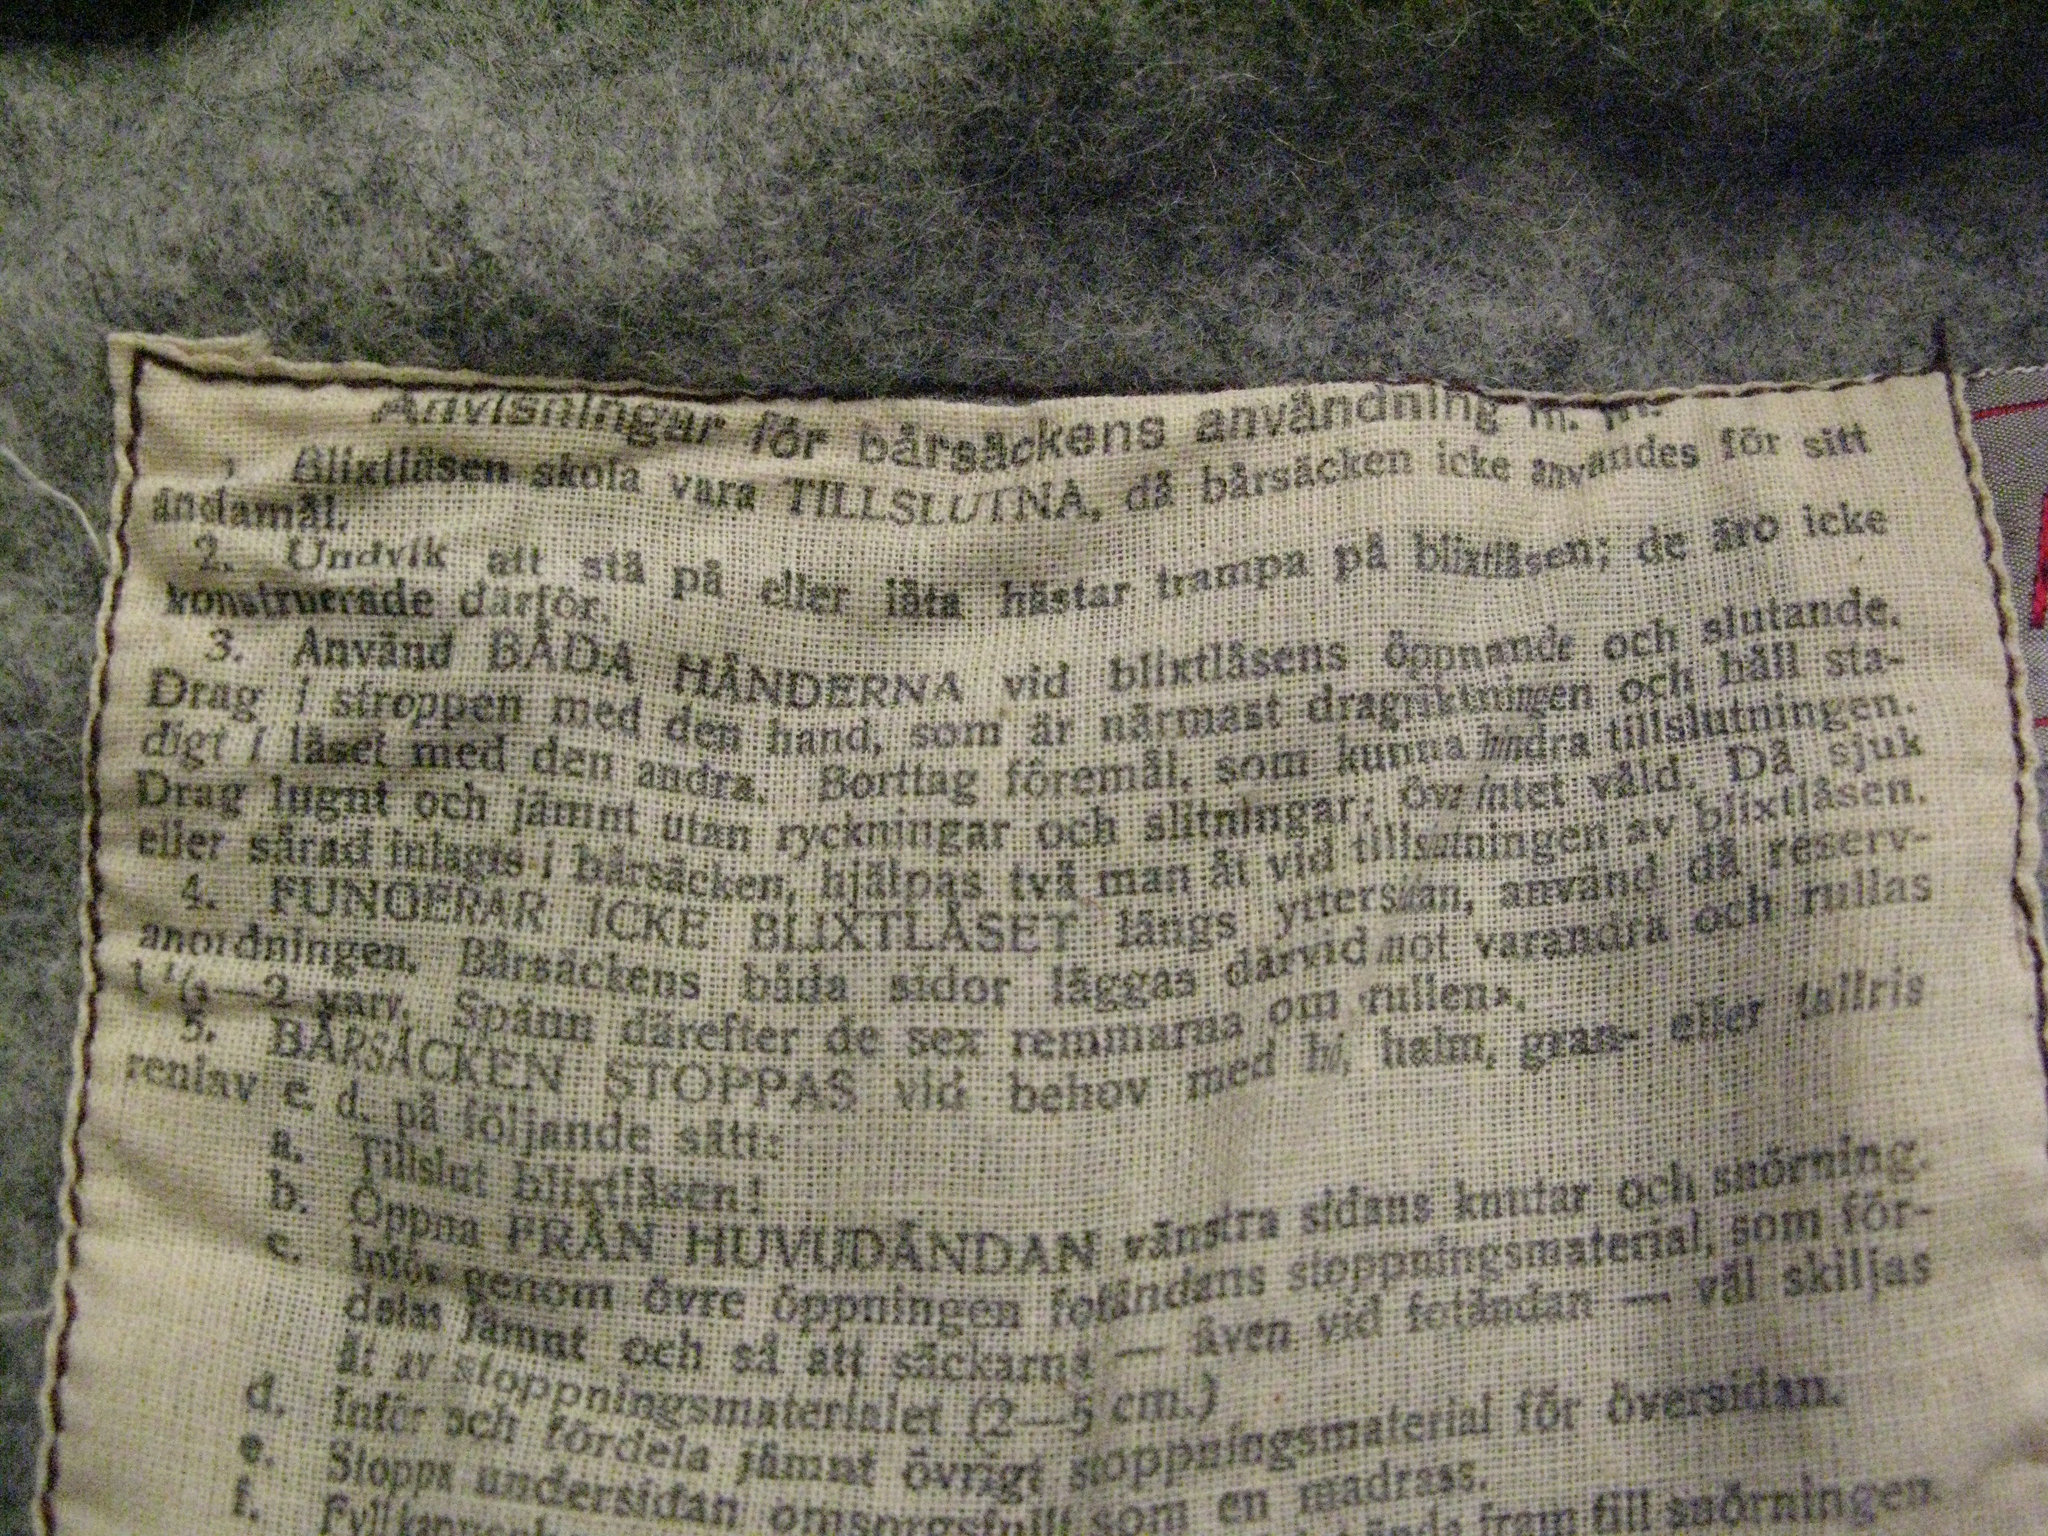 Anvisningar för bårsäckens användning m. m.
Blixtlåsen skola vara TILLSLUTNA, då bårsäcken icke användes för sitt
ändamål.
2. Undvik att stå på eller låta hästar trampa på blixtlåsen; de äro icke
konstruerade därför.
3. Använd BÅDA HÄNDERNA vid blixtlåsens öppnande och slutande.
Drag i stroppen med den hand, som är närmast dragriktningen och håll sta-
digt i låset med den andra. Borttag föremål, som kunna hindra tillslutningen.
Drag lugnt och jämnt utan ryckningar och slitningar; öva intet våld. Då sjuk
eller sårad inlagts i bårsäcken, hjälpas två man åt vid tillslutningen av blixtlåsen.
4. FUNGERAR ICKE BLIXTLÅSET längs yttersidan, använd då reserv-
anordningen. Bårsäckens båda sidor läggas därvid mot varandra och rullas
1 1/2—2 varv. Spänn därefter de sex remmarna om »rullen».
5. BÅRSÄCKEN STOPPAS vid behov med hö, halm, gran- eller tallris
renlav e. d. på följande sätt:
a. Tillslut blixtlåsen!
b. Öppna FRÅN HUVUDÄNDAN vänstra sidans knutar och snörning.
c. Inför genom övre öppningen fotändans stoppningsmaterial, som för-
delas jämnt och så att säckarna — även vid fotändan — väl skiljas
åt av stoppningsmaterialet (2—5 cm.)
d. Inför och fördela jämnt övrigt stoppningsmaterial för översidan.
e. Stoppa undersidan omsorgsfullt som en madrass.
f. fram till snörningen